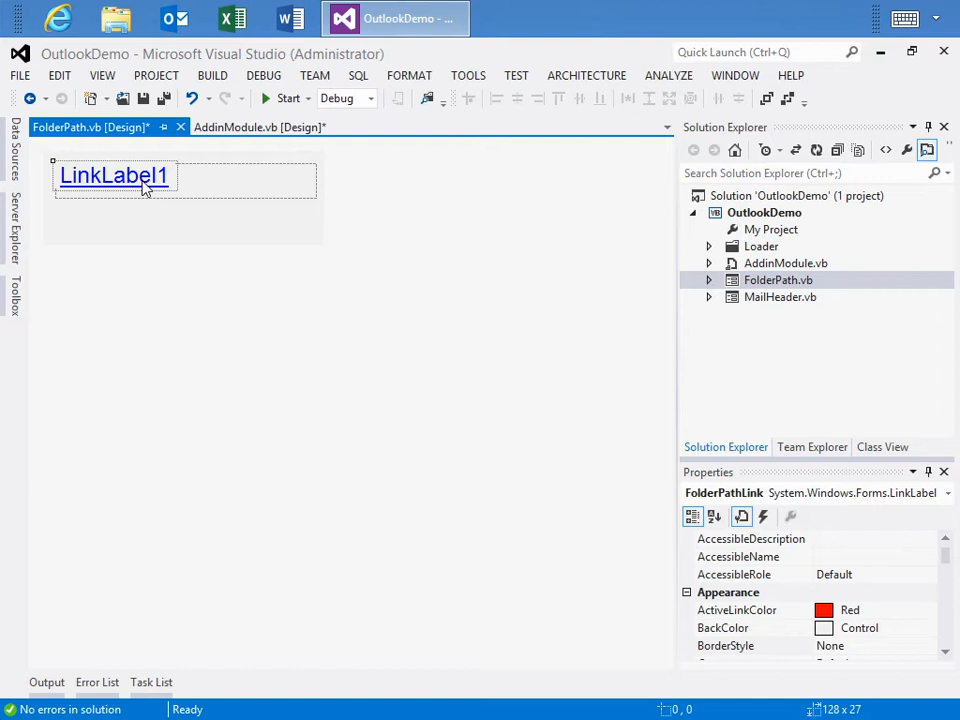 OutlookDemo - ...
OutlookDemo - Microsoft Visual Studio (Administrator)
Quick Launch (Ctrl+Q)
FILE EDIT VIEW PROJECT BUILD DEBUG TEAM SQL FORMAT TOOLS TEST ARCHITECTURE ANALYZE WINDOW HELP
Start Debug
FolderPath.vb [Design]* AddinModule.vb [Design]*
Data Sources
Server Explorer
Toolbox
LinkLabel1
Solution Explorer
Search Solution Explorer (Ctrl+;)
Solution 'OutlookDemo' (1 project)
VB OutlookDemo
My Project
Loader
AddinModule.vb
FolderPath.vb
MailHeader.vb
Solution Explorer Team Explorer Class View
Properties
FolderPathLink System.Windows.Forms.LinkLabel
AccessibleDescription
AccessibleName
AccessibleRole Default
Appearance
ActiveLinkColor Red
BackColor Control
BorderStyle None
Output Error List Task List
No errors in solution Ready 0 , 0 128 x 27